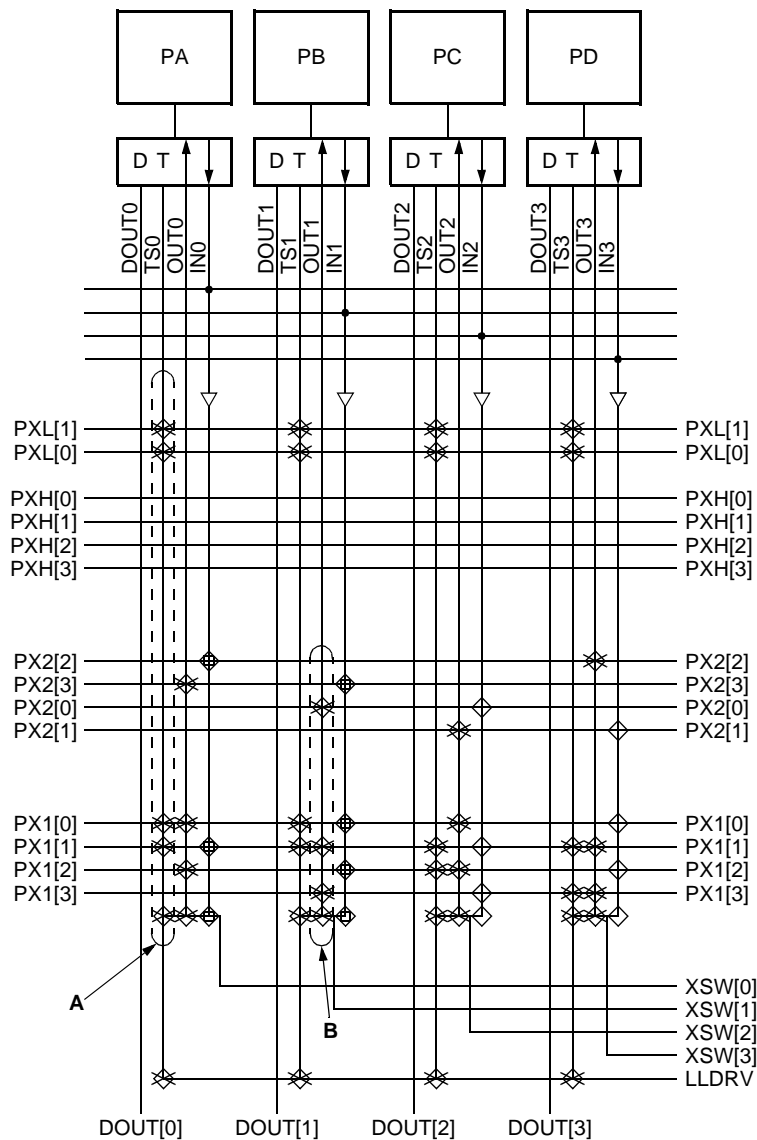 PA PB PC PD
D T D T D T D T
DOUT0 TS0 OUT0 IN0 DOUT1 TS1 OUT1 IN1 DOUT2 TS2 OUT2 IN2 DOUT3 TS3 OUT3 IN3
PXL[1] PXL[1]
PXL[0] PXL[0]
PXH[0] PXH[0]
PXH[1] PXH[1]
PXH[2] PXH[2]
PXH[3] PXH[3]
PX2[2] PX2[2]
PX2[3] PX2[3]
PX2[0] PX2[0]
PX2[1] PX2[1]
PX1[0] PX1[0]
PX1[1] PX1[1]
PX1[2] PX1[2]
PX1[3] PX1[3]
A
B
XSW[0]
XSW[1]
XSW[2]
XSW[3]
LLDRV
DOUT[0] DOUT[1] DOUT[2] DOUT[3]